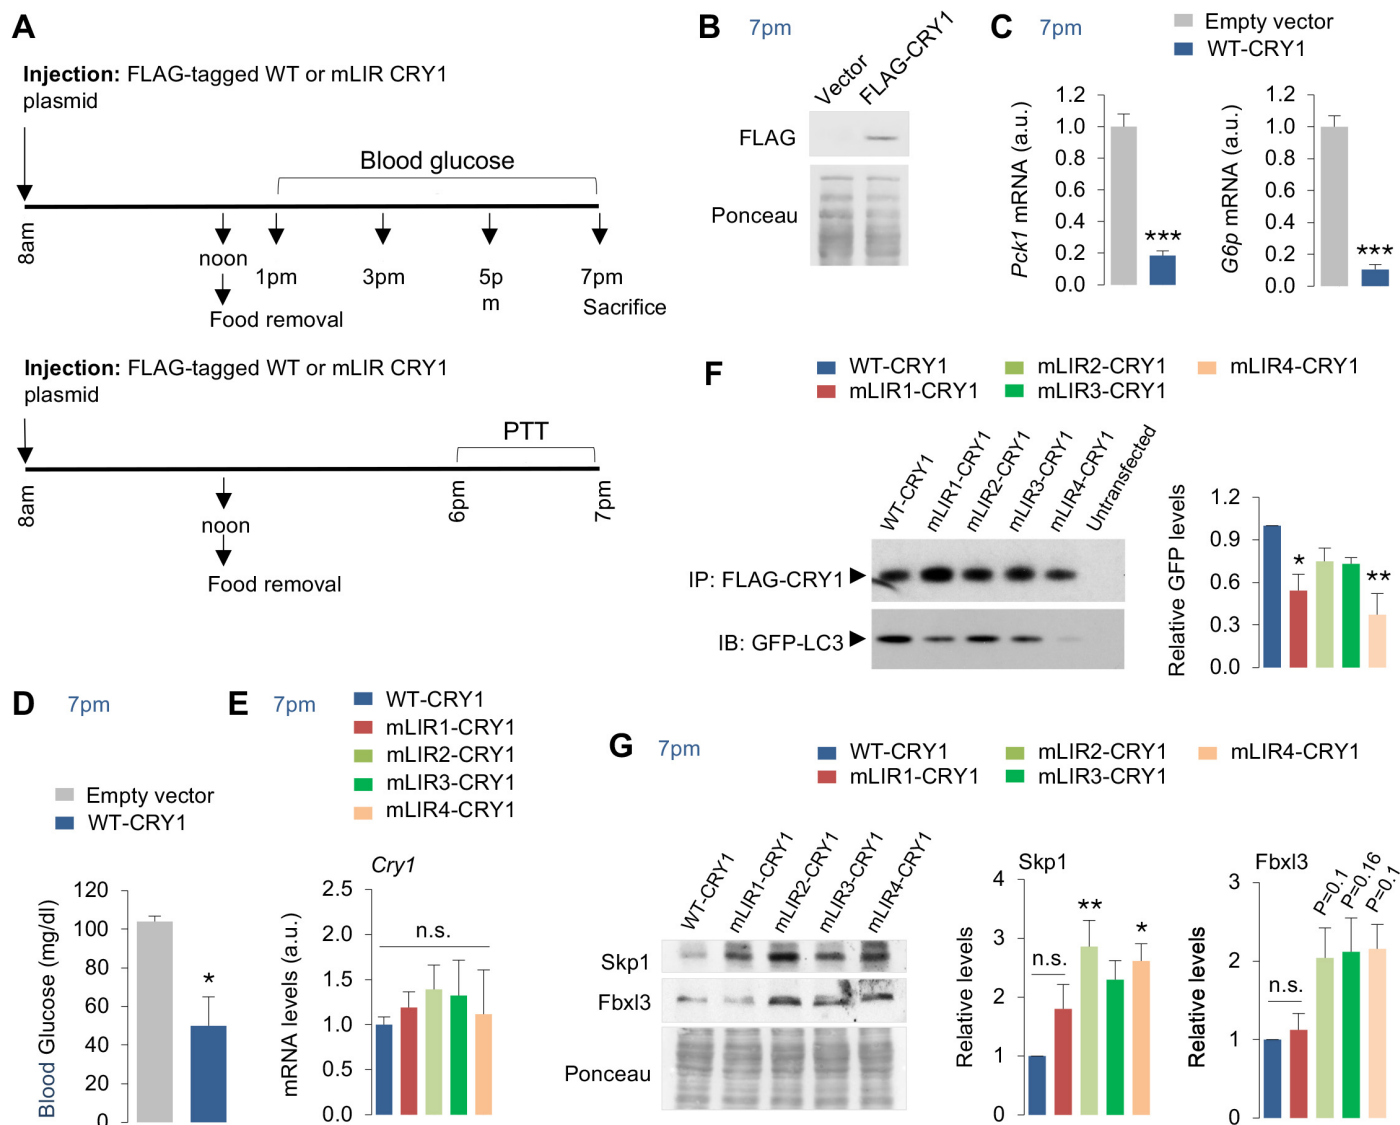 A
Injection: FLAG-tagged WT or mLIR CRY1
plasmid
Blood glucose
8am
noon
1pm
3pm
5p
m
7pm
Sacrifice
Food removal
Injection: FLAG-tagged WT or mLIR CRY1
plasmid
PTT
8am
noon
6pm
7pm
Food removal
B
7pm
Vector
FLAG-CRY1
FLAG
Ponceau
C
7pm
Empty vector
WT-CRY1
Pck1 mRNA (a.u.)
1.2
1.0
0.8
0.6
0.4
0.2
0.0
***
G6p mRNA (a.u.)
1.2
1.0
0.8
0.6
0.4
0.2
0.0
***
D
7pm
Empty vector
WT-CRY1
Blood Glucose (mg/dl)
120
100
80
60
40
20
0
*
E
7pm
WT-CRY1
mLIR1-CRY1
mLIR2-CRY1
mLIR3-CRY1
mLIR4-CRY1
Cry1
mRNA levels (a.u.)
2.5
2.0
1.5
1.0
0.5
0.0
n.s.
F
WT-CRY1
mLIR1-CRY1
mLIR2-CRY1
mLIR3-CRY1
mLIR4-CRY1
WT-CRY1
mLIR1-CRY1
mLIR2-CRY1
mLIR3-CRY1
mLIR4-CRY1
Untransfected
IP: FLAG-CRY1
IB: GFP-LC3
Relative GFP levels
1.2
0.9
0.6
0.3
0.0
*
**
G
7pm
WT-CRY1
mLIR1-CRY1
mLIR2-CRY1
mLIR3-CRY1
mLIR4-CRY1
WT-CRY1
mLIR1-CRY1
mLIR2-CRY1
mLIR3-CRY1
mLIR4-CRY1
Skp1
Fbxl3
Ponceau
Skp1
Relative levels
4
3
2
1
0
n.s.
**
*
Fbxl3
Relative levels
3
2
1
0
n.s.
P=0.1
P=0.16
P=0.1